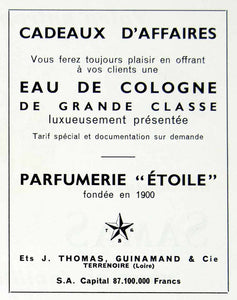 CADEAUX D'AFFAIRES
Vous ferez toujours plaisir en offrant
à vos clients une
EAU DE COLOGNE
DE GRANDE CLASSE
luxueusement présentée
Tarif spécial et documentation sur demande
PARFUMERIE "ÉTOILE"
fondée en 1900
T
S G
Ets J. THOMAS, GUINAMAND & Cie
TERRENOIRE (Loire)
S.A. Capital 87.100.000 Francs